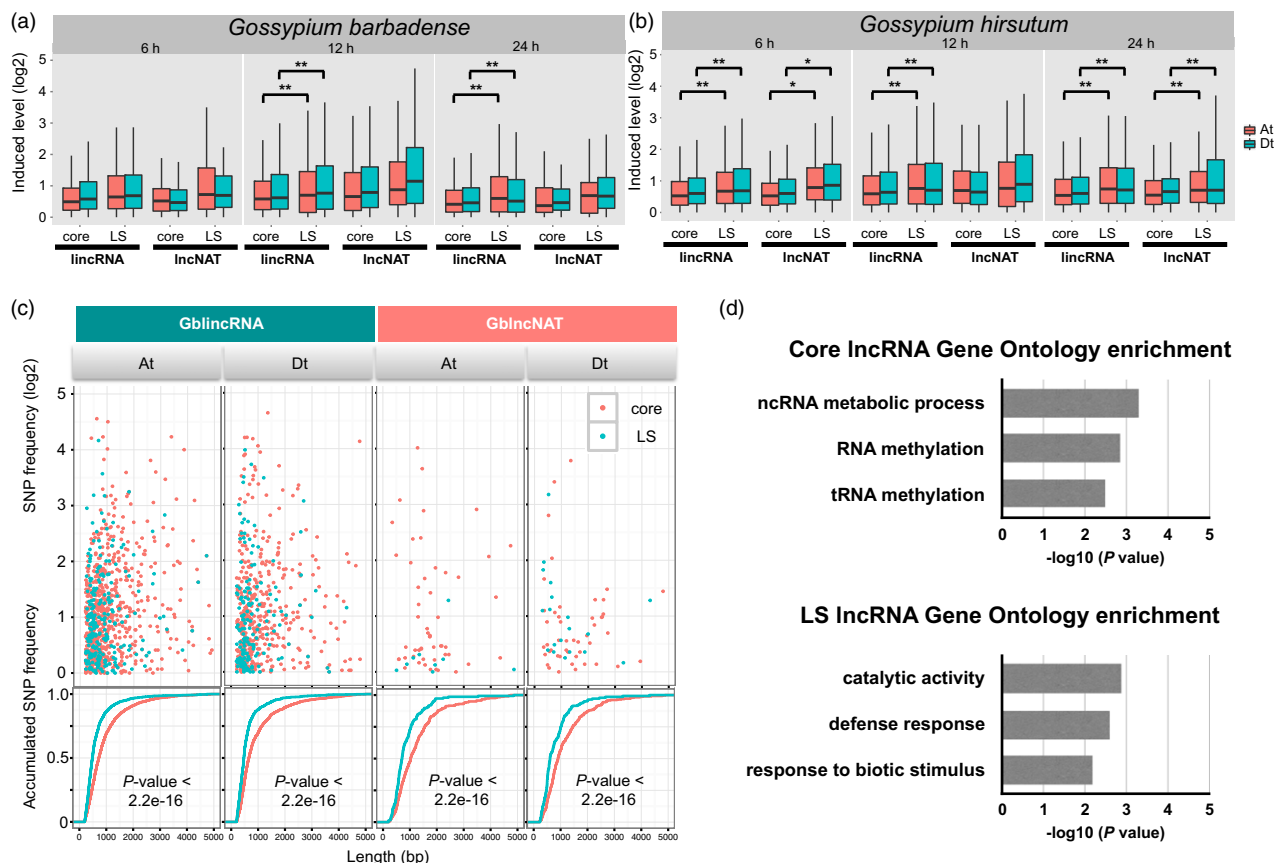 (a)
Gossypium barbadense
6 h 12 h 24 h
Induced level (log2)
5
4
3
2
1
0
** ** ** **
core LS core LS core LS core LS core LS core LS
lincRNA lncNAT lincRNA lncNAT lincRNA lncNAT
(b)
Gossypium hirsutum
6 h 12 h 24 h
Induced level (log2)
5
4
3
2
1
0
** * ** ** **
** * ** ** **
core LS core LS core LS core LS core LS core LS
lincRNA lncNAT lincRNA lncNAT lincRNA lncNAT
At
Dt
(c)
GblincRNA GblncNAT
At Dt At Dt
SNP frequency (log2)
5
4
3
2
1
0
core
LS
Accumulated SNP frequency
1.0
0.75
0.5
0
P-value < P-value < P-value < P-value <
2.2e-16 2.2e-16 2.2e-16 2.2e-16
0 1000 2000 3000 4000 5000 0 1000 2000 3000 4000 5000 0 1000 2000 3000 4000 5000 0 1000 2000 3000 4000 5000
Length (bp)
(d)
Core lncRNA Gene Ontology enrichment
ncRNA metabolic process
RNA methylation
tRNA methylation
0 1 2 3 4 5
-log10 (P value)
LS lncRNA Gene Ontology enrichment
catalytic activity
defense response
response to biotic stimulus
0 1 2 3 4 5
-log10 (P value)